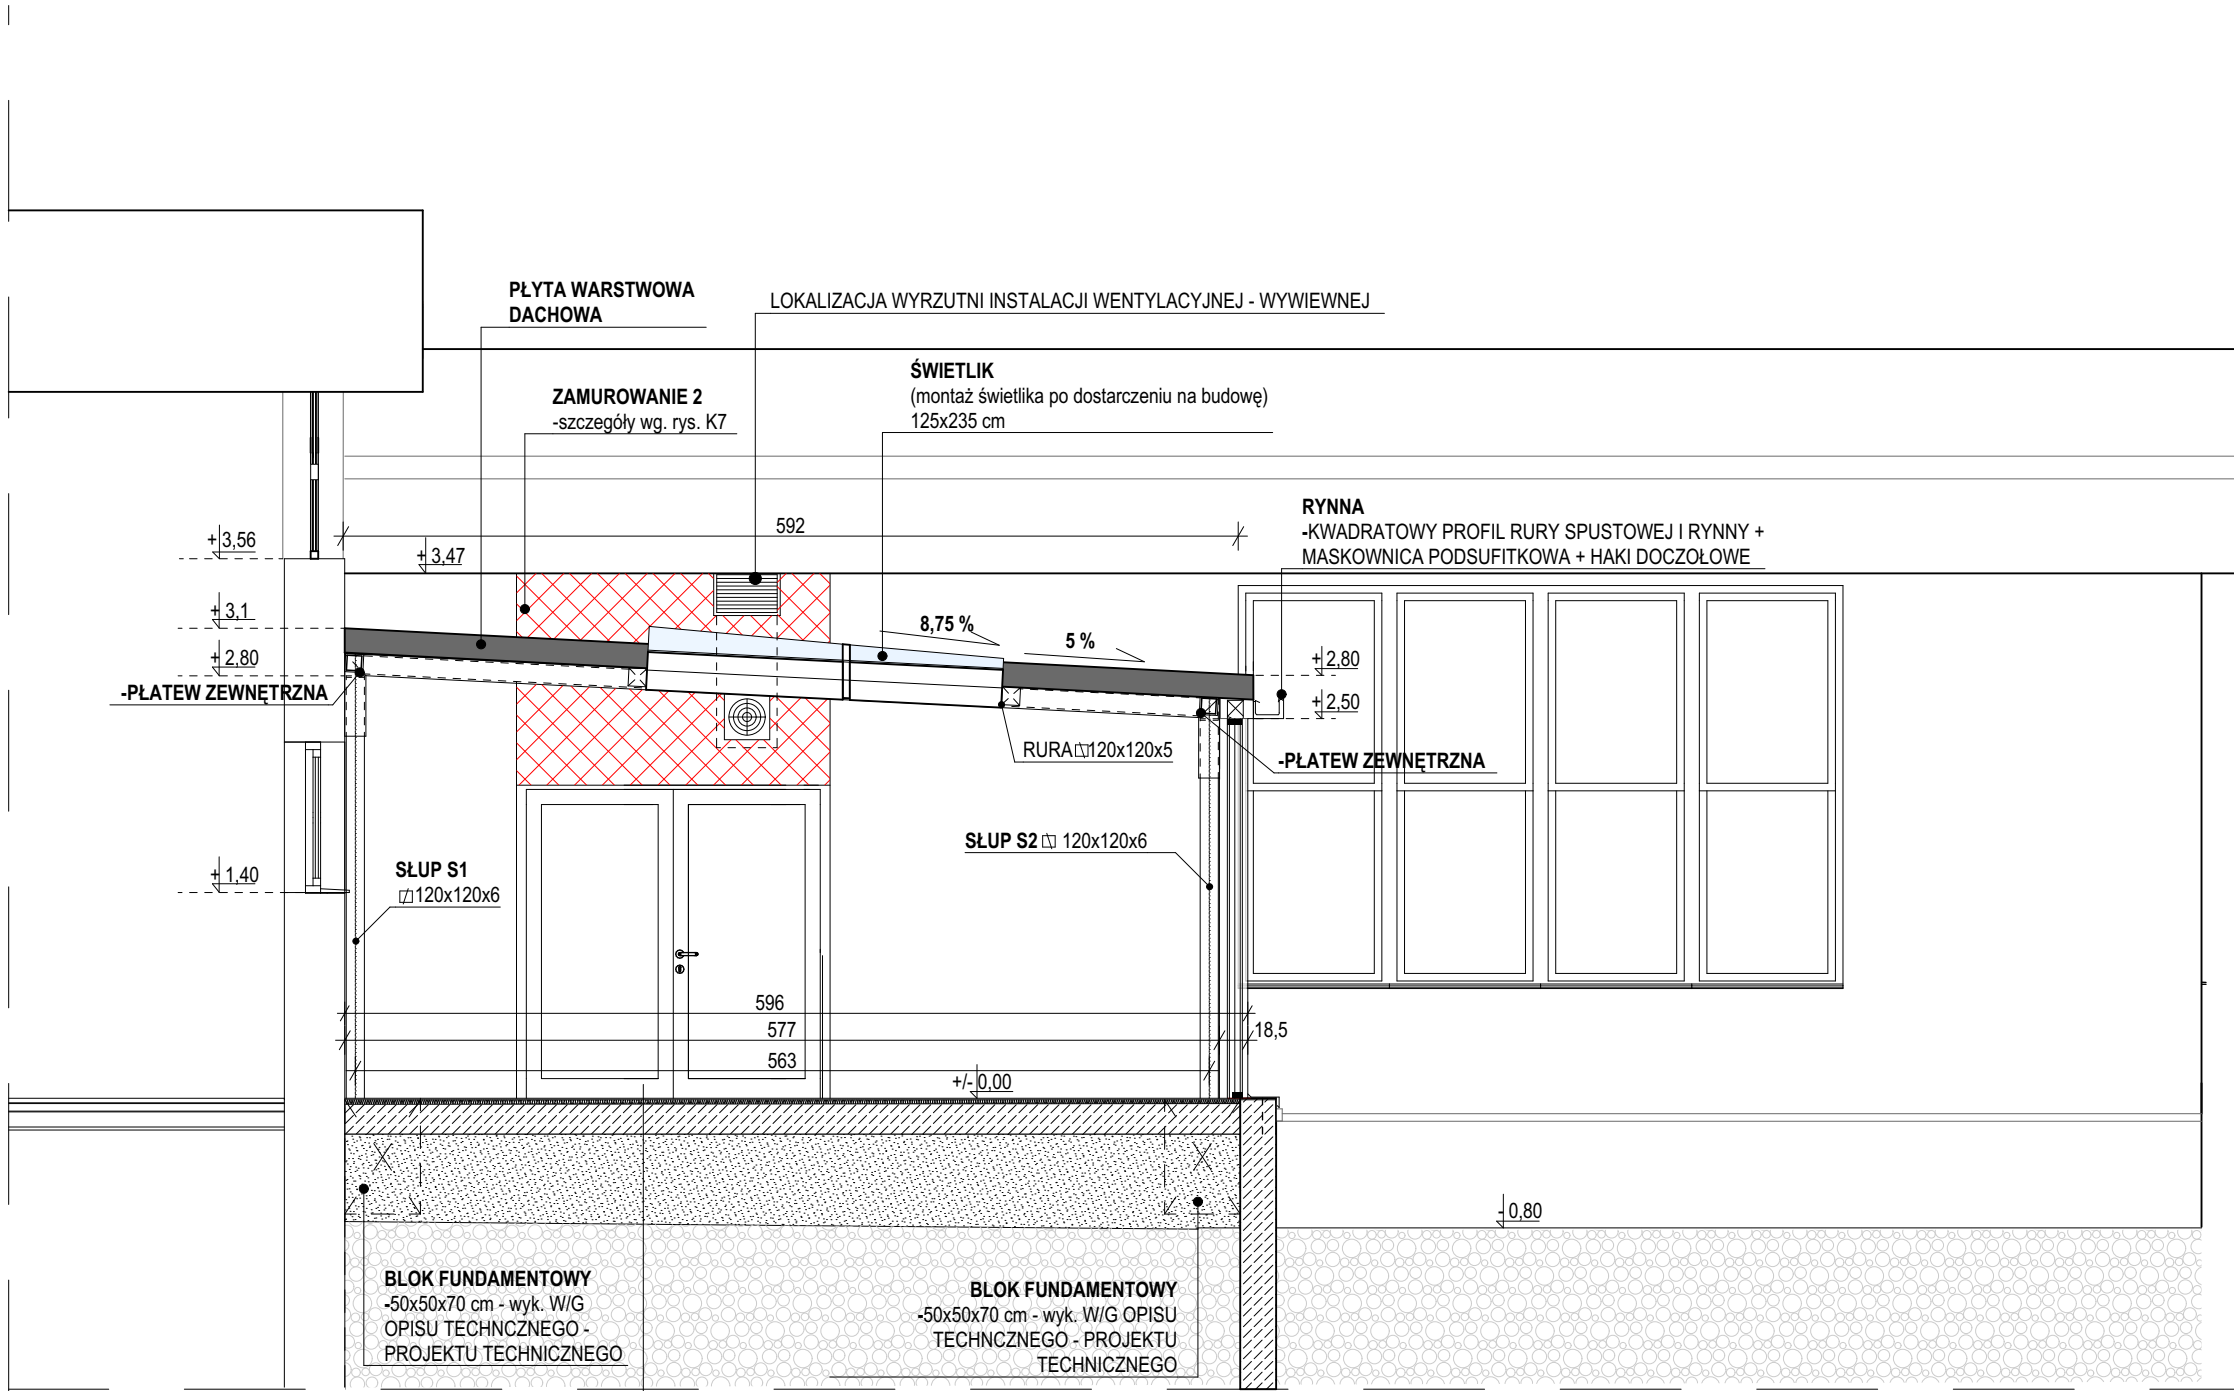 PŁYTA WARSTWOWA
DACHOWA
LOKALIZACJA WYRZUTNI INSTALACJI WENTYLACYJNEJ - WYWIEWNEJ
ŚWIETLIK
(montaż świetlika po dostarczeniu na budowę)
125x235 cm
ZAMUROWANIE 2
-szczegóły wg. rys. K7
RYNNA
-KWADRATOWY PROFIL RURY SPUSTOWEJ I RYNNY +
MASKOWNICA PODSUFITKOWA + HAKI DOCZOŁOWE
592
+ 3,56
+ 3,47
+ 3,1
8,75 %
5 %
+ 2,80
+ 2,80
-PŁATEW ZEWNĘTRZNA
+ 2,50
RURA 120x120x5
-PŁATEW ZEWNĘTRZNA
SŁUP S2 120x120x6
SŁUP S1
120x120x6
+ 1,40
596
577
18,5
563
+/- 0,00
- 0,80
BLOK FUNDAMENTOWY
-50x50x70 cm - wyk. W/G
OPISU TECHNCZNEGO -
PROJEKTU TECHNICZNEGO
BLOK FUNDAMENTOWY
-50x50x70 cm - wyk. W/G OPISU
TECHNCZNEGO - PROJEKTU
TECHNICZNEGO